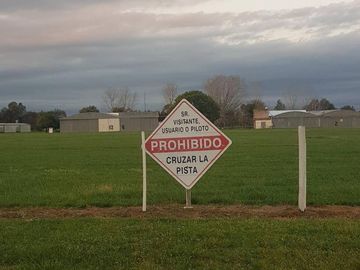 SR.
VISITANTE,
USUARIO O PILOTO
PROHIBIDO
CRUZAR LA
PISTA